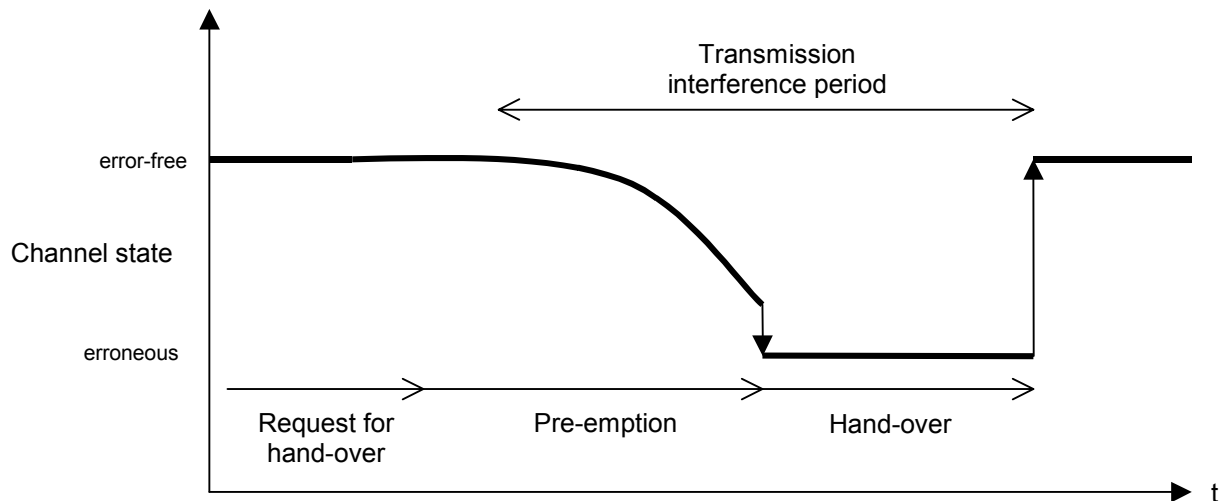 Transmission
interference period
error-free
Channel state
erroneous
Request for
hand-over
Pre-emption
Hand-over
t